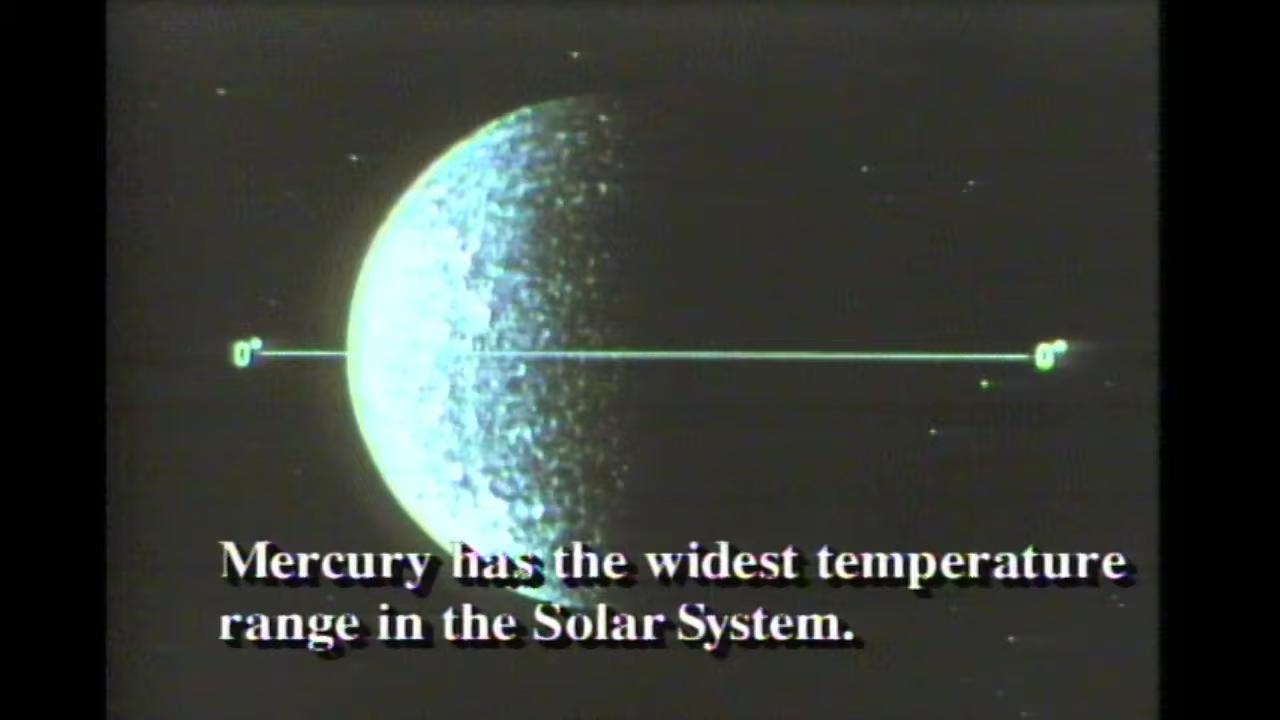 0° 0°
Mercury has the widest temperature
range in the Solar System.